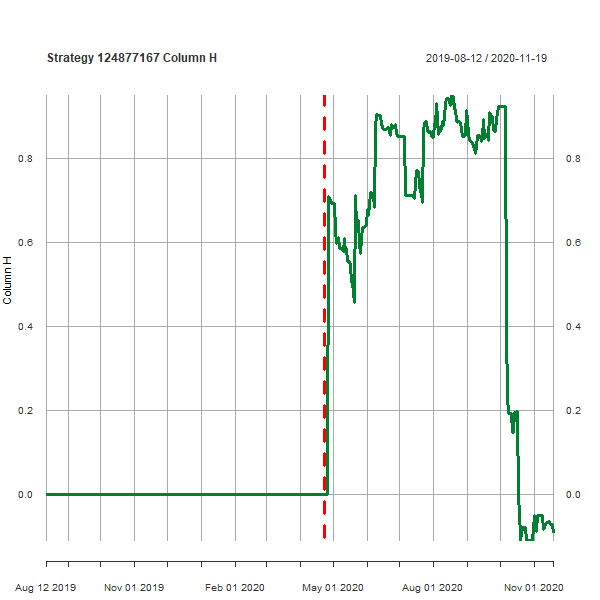 Strategy 124877167 Column H
2019-08-12 / 2020-11-19
Column H
0.8
0.8
0.6
0.6
0.4
0.4
0.2
0.2
0.0
0.0
Aug 12 2019
Nov 01 2019
Feb 01 2020
May 01 2020
Aug 01 2020
Nov 01 2020